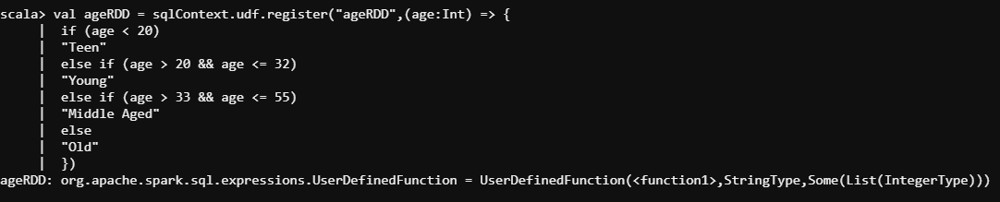 scala> val ageRDD = sqlContext.udf.register("ageRDD",(age:Int) => {
| if (age < 20)
| "Teen"
| else if (age > 20 && age <= 32)
| "Young"
| else if (age > 33 && age <= 55)
| "Middle Aged"
| else
| "Old"
| })
ageRDD: org.apache.spark.sql.expressions.UserDefinedFunction = UserDefinedFunction(<function1>,StringType,Some(List(IntegerType)))